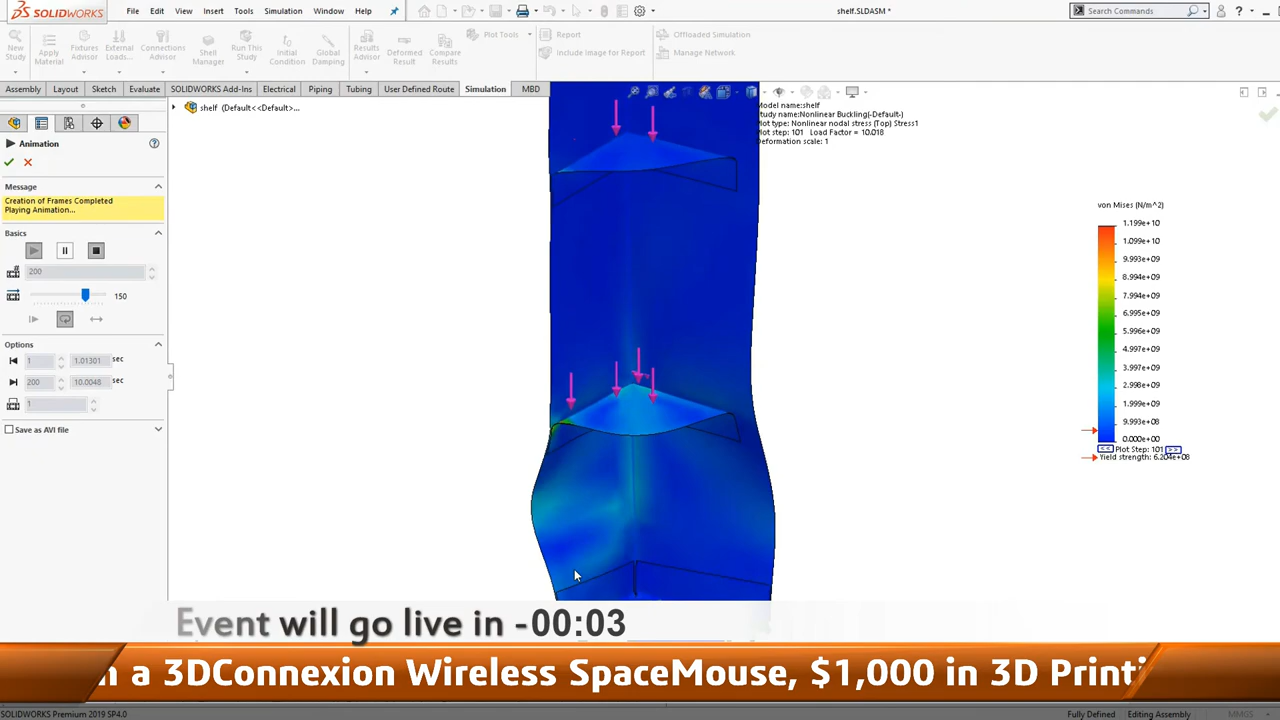 SOLIDWORKS
File Edit View Insert Tools Simulation Window Help
shelf.SLDASM *
Search Commands
New Study
Apply Material
Fixtures Advisor
External Loads...
Connections Advisor
Shell Manager
Run This Study
Initial Condition
Global Damping
Results Advisor
Deformed Result
Compare Results
Plot Tools
Report
Include Image for Report
Offloaded Simulation
Manage Network
Assembly Layout Sketch Evaluate SOLIDWORKS Add-Ins Electrical Piping Tubing User Defined Route Simulation MBD
shelf (Default<<Default>...
Model name:shelf
Study name:Nonlinear Buckling(-Default-)
Plot type: Nonlinear nodal stress (Top) Stress1
Plot step: 101 Load Factor = 10.018
Deformation scale: 1
Animation
Message
Creation of Frames Completed
Playing Animation...
Basics
200
150
Options
1 1.01301 sec
200 10.0048 sec
1
Save as AVI file
von Mises (N/m^2)
1.199e+10
1.099e+10
9.993e+09
8.994e+09
7.994e+09
6.995e+09
5.996e+09
4.997e+09
3.997e+09
2.998e+09
1.999e+09
9.993e+08
0.000e+00
<< Plot Step: 101 >>
Yield strength: 6.204e+08
Event will go live in -00:03
a 3DConnexion Wireless SpaceMouse, $1,000 in 3D Printi
SOLIDWORKS Premium 2019 SP4.0
Fully Defined Editing Assembly MMGS